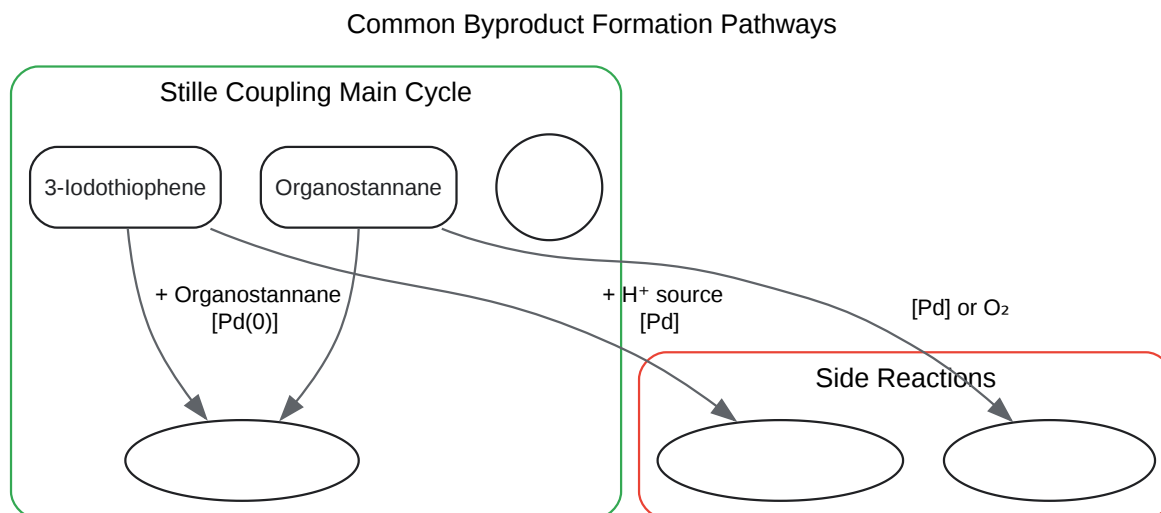 Common Byproduct Formation Pathways
Stille Coupling Main Cycle
3-Iodothiophene
Organostannane
+ Organostannane
[Pd(0)]
+ H⁺ source
[Pd]
[Pd] or O₂
Side Reactions